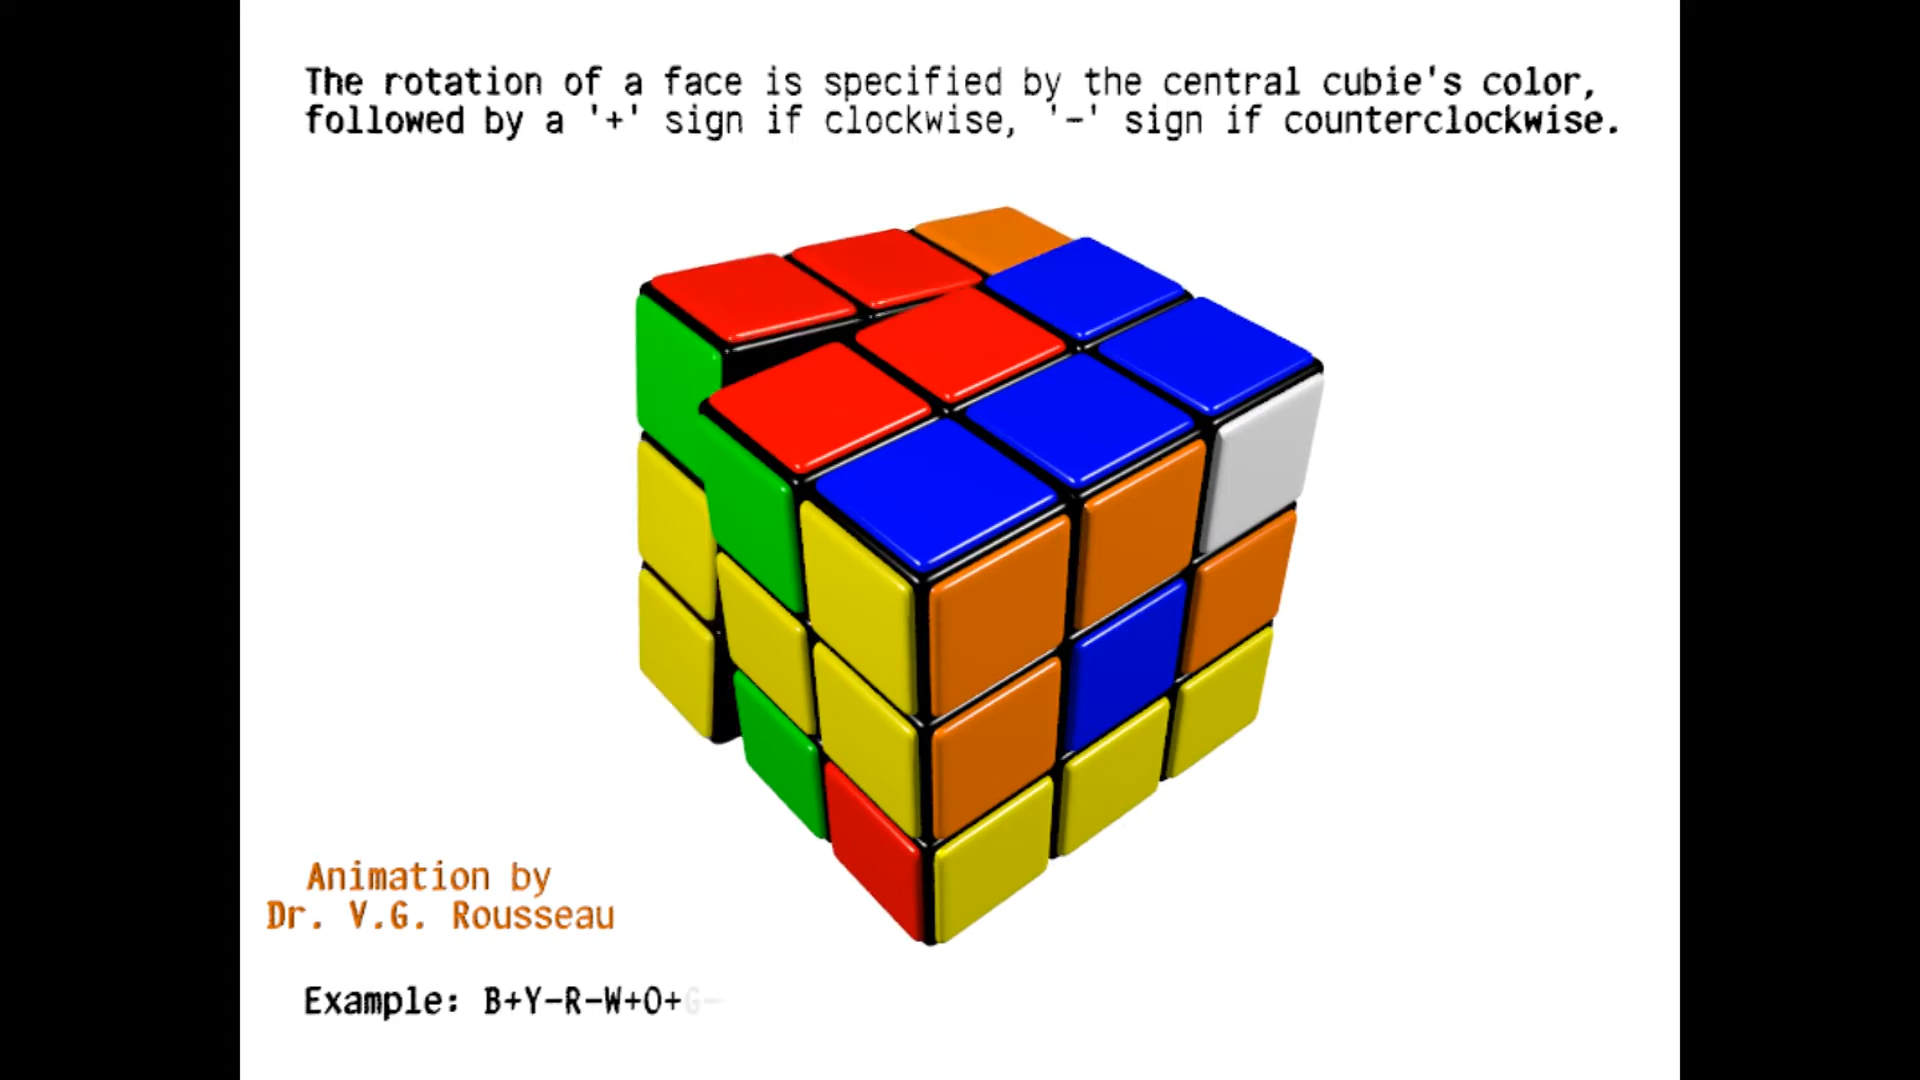 The rotation of a face is specified by the central cubie's color,
followed by a '+' sign if clockwise, '-' sign if counterclockwise.
Animation by
Dr. V.G. Rousseau
Example: B+Y-R-W+O+G-